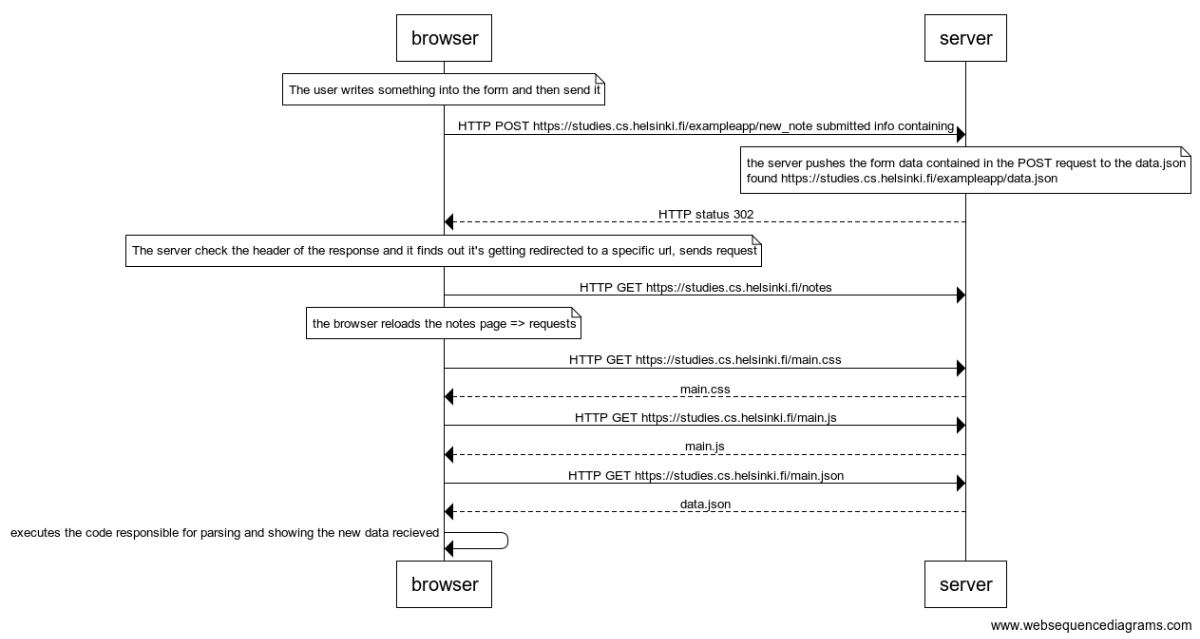 browser
server
The user writes something into the form and then send it
HTTP POST https://studies.cs.helsinki.fi/exampleapp/new_note submitted info containing
the server pushes the form data contained in the POST request to the data.json
found https://studies.cs.helsinki.fi/exampleapp/data.json
HTTP status 302
The server check the header of the response and it finds out it's getting redirected to a specific url, sends request
HTTP GET https://studies.cs.helsinki.fi/notes
the browser reloads the notes page => requests
HTTP GET https://studies.cs.helsinki.fi/main.css
main.css
HTTP GET https://studies.cs.helsinki.fi/main.js
main.js
HTTP GET https://studies.cs.helsinki.fi/main.json
data.json
executes the code responsible for parsing and showing the new data recieved
browser
server
www.websequencediagrams.com